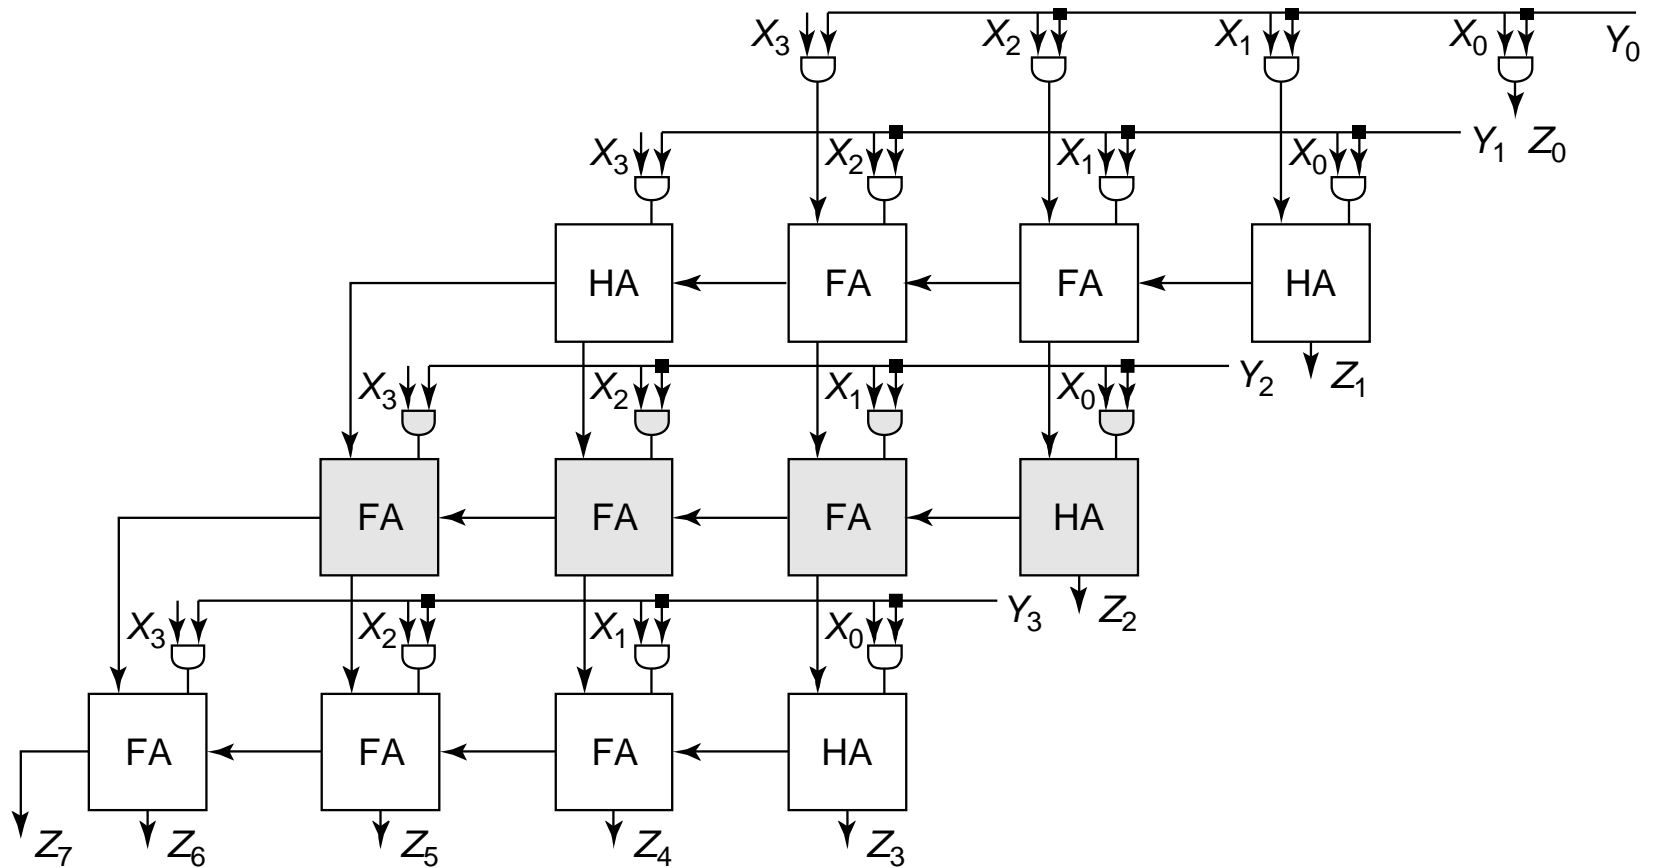 X3 X2 X1 X0 Y0
X3 X2 X1 X0 Y1 Z0
HA FA FA HA
X3 X2 X1 X0 Y2 Z1
FA FA FA HA
X3 X2 X1 X0 Y3 Z2
FA FA FA HA
Z7 Z6 Z5 Z4 Z3